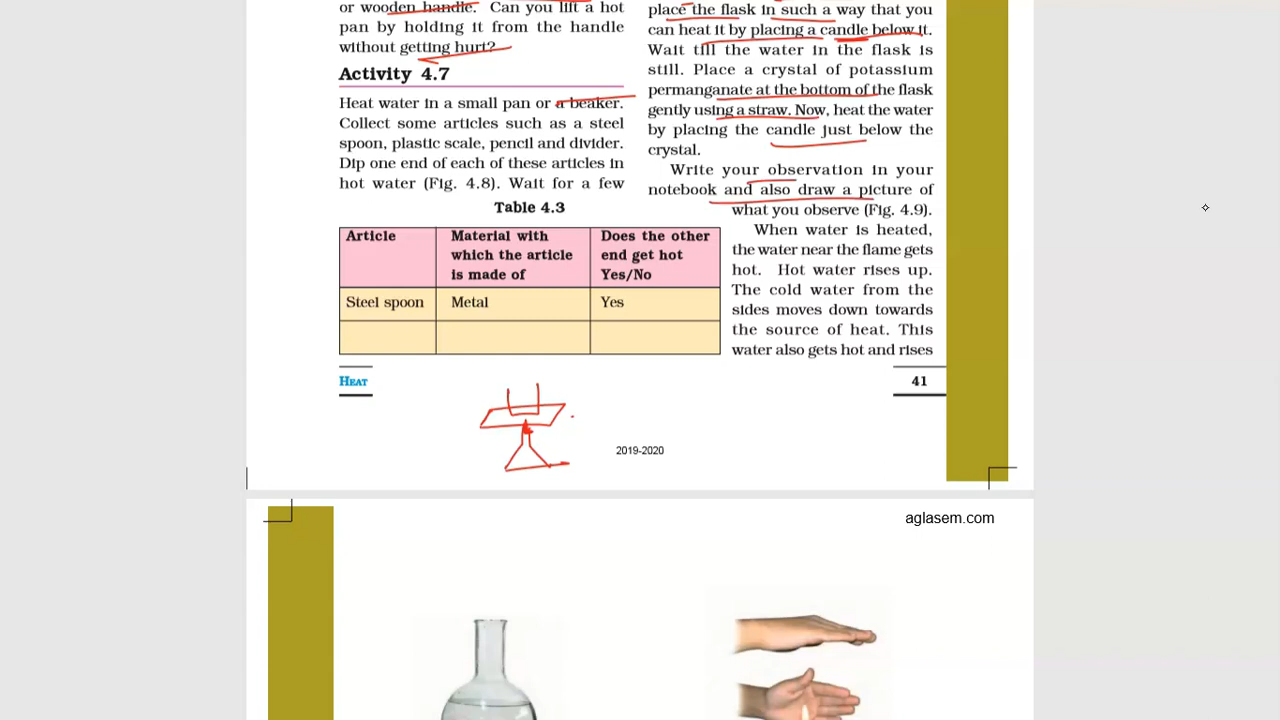 or wooden handle. Can you lift a hot
pan by holding it from the handle
without getting hurt?
Activity 4.7
Heat water in a small pan or a beaker.
Collect some articles such as a steel
spoon, plastic scale, pencil and divider.
Dip one end of each of these articles in
hot water (Fig. 4.8). Wait for a few
Table 4.3
Article
Material with
which the article
is made of
Does the other
end get hot
Yes/No
Steel spoon
Metal
Yes
place the flask in such a way that you
can heat it by placing a candle below it.
Wait till the water in the flask is
still. Place a crystal of potassium
permanganate at the bottom of the flask
gently using a straw. Now, heat the water
by placing the candle just below the
crystal.
Write your observation in your
notebook and also draw a picture of
what you observe (Fig. 4.9).
When water is heated,
the water near the flame gets
hot. Hot water rises up.
The cold water from the
sides moves down towards
the source of heat. This
water also gets hot and rises
HEAT
41
2019-2020
aglasem.com